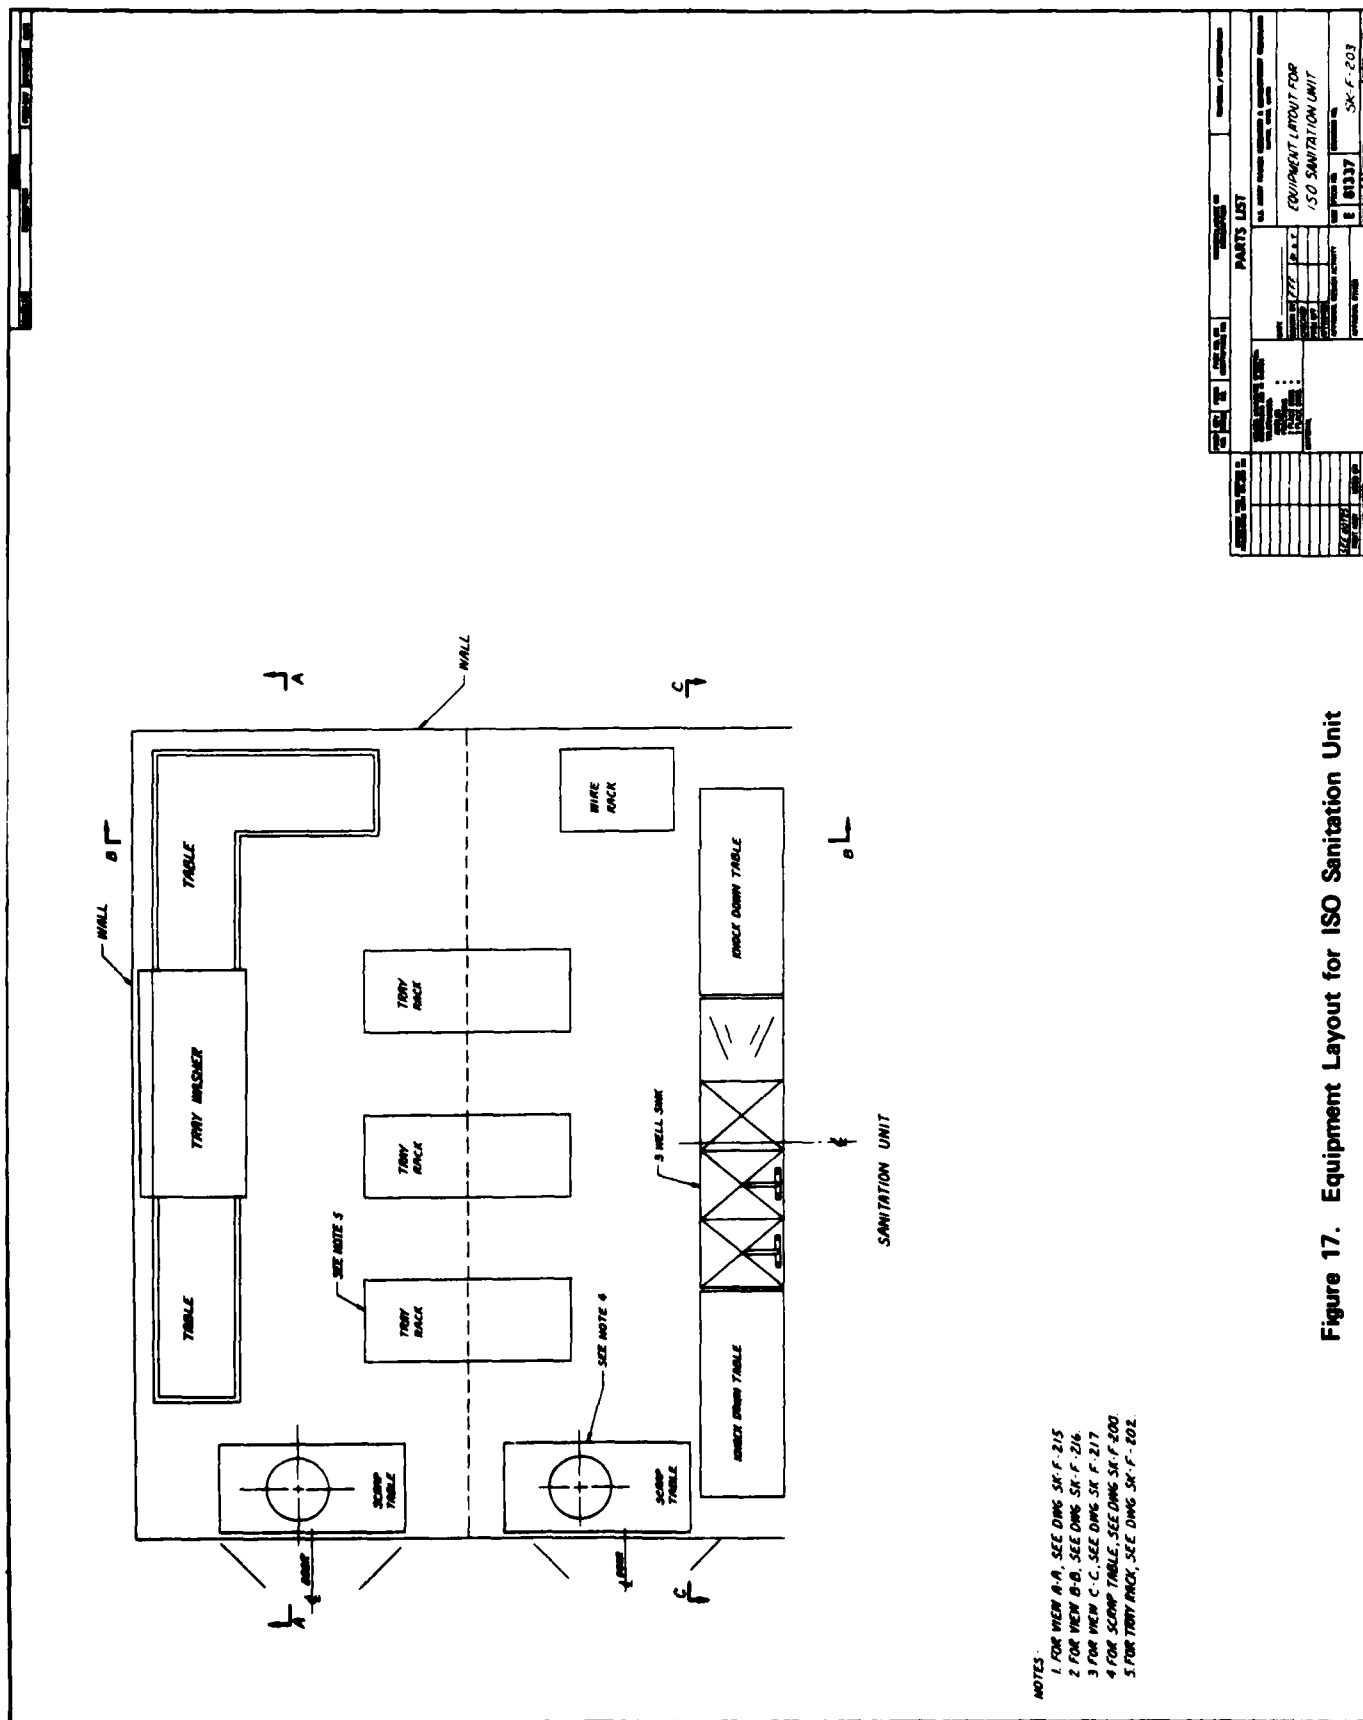 WALL
B
TABLE
TRAY WASHER
TABLE
A
WALL
C
WIRE
RACK
B
TRAY
RACK
TRAY
RACK
TRAY
RACK
SEE NOTE 5
SEE NOTE 4
SCRAP
TABLE
SCRAP
TABLE
DOOR
DOOR
A
C
KNOCK DOWN TABLE
3 WELL SINK
KNOCK DOWN TABLE
SANITATION UNIT
NOTES:
1. FOR VIEW A-A, SEE DWG SK-F-215
2 FOR VIEW B-B, SEE DWG SK-F-216.
3 FOR VIEW C-C, SEE DWG SK F-217
4 FOR SCRAP TABLE, SEE DWG SK-F-200.
5. FOR TRAY RACK, SEE DWG SK-F-202.
PARTS LIST
EQUIPMENT LAYOUT FOR
ISO SANITATION UNIT
E 81337 SK-F-203
SEE NOTES
Figure 17. Equipment Layout for ISO Sanitation Unit